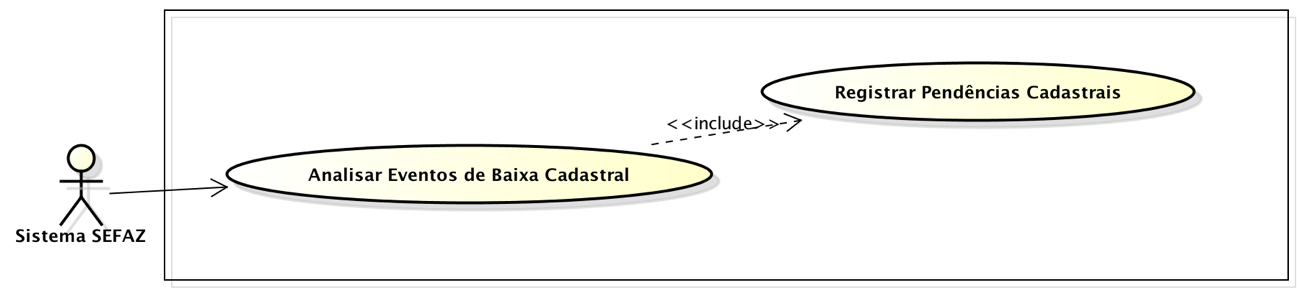 Registrar Pendências Cadastrais
<<include>>
Analisar Eventos de Baixa Cadastral
Sistema SEFAZ